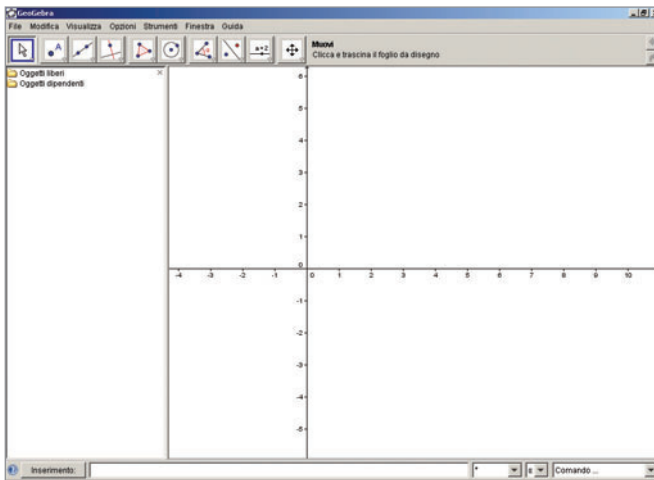 GeoGebra
File Modifica Visualizza Opzioni Strumenti Finestra Guida
A
a=2
Muovi
Clicca e trascina il foglio da disegno
Oggetti liberi
Oggetti dipendenti
6
5
4
3
2
1
0
-4 -3 -2 -1 0 1 2 3 4 5 6 7 8 9 10
-1
-2
-3
-4
-5
Inserimento:
Comando ...